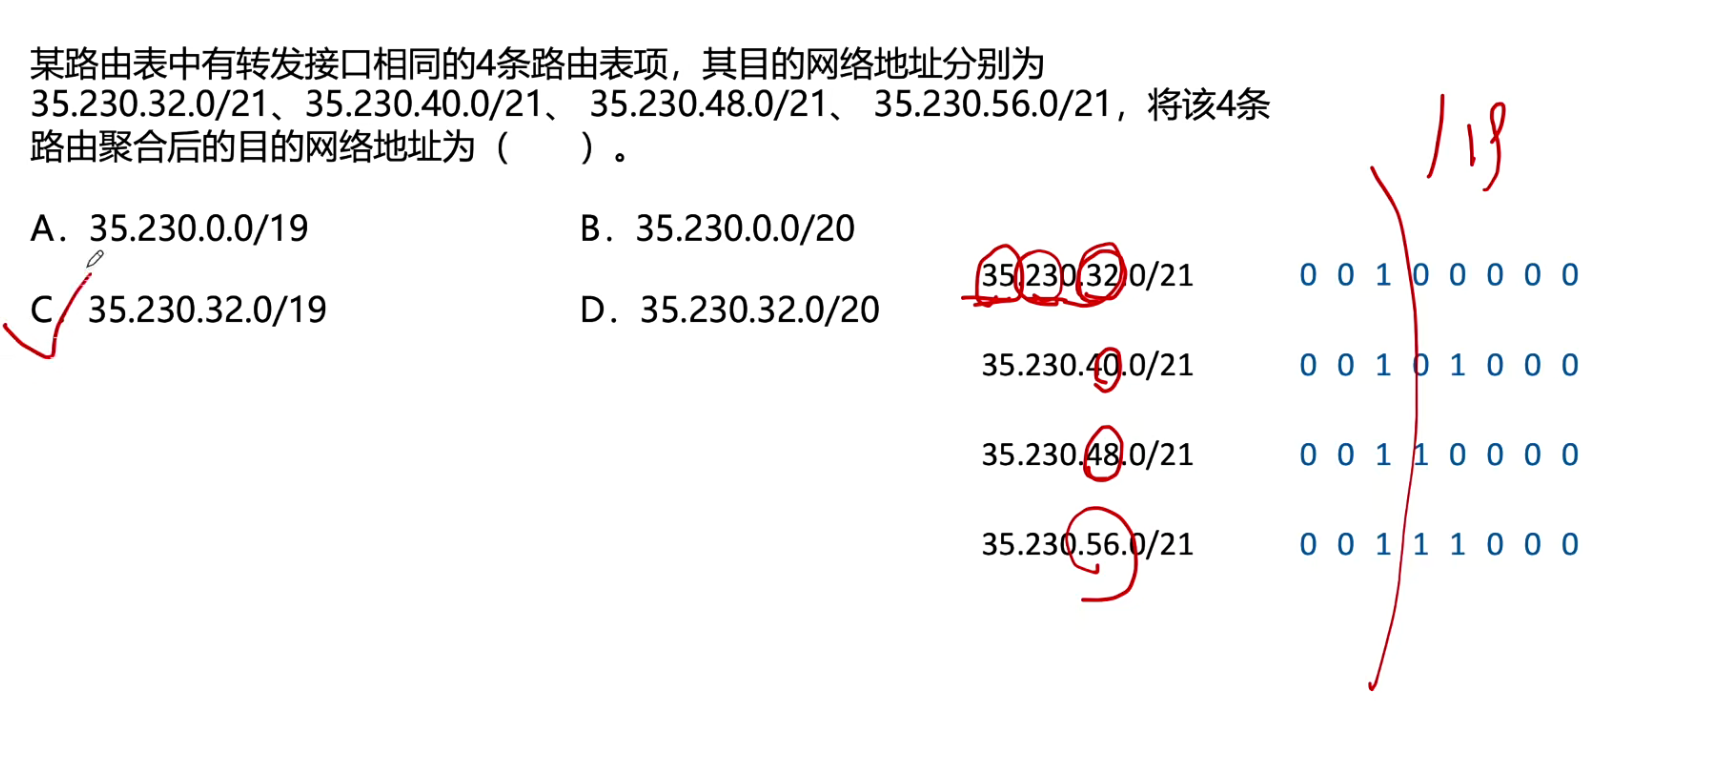 某路由表中有转发接口相同的4条路由表项，其目的网络地址分别为
35.230.32.0/21、35.230.40.0/21、 35.230.48.0/21、 35.230.56.0/21，将该4条
路由聚合后的目的网络地址为（　　）。
A．35.230.0.0/19 B．35.230.0.0/20
C．35.230.32.0/19 D．35.230.32.0/20
/19
35.230.32.0/21 0 0 1 0 0 0 0 0
35.230.40.0/21 0 0 1 0 1 0 0 0
35.230.48.0/21 0 0 1 1 0 0 0 0
35.230.56.0/21 0 0 1 1 1 0 0 0